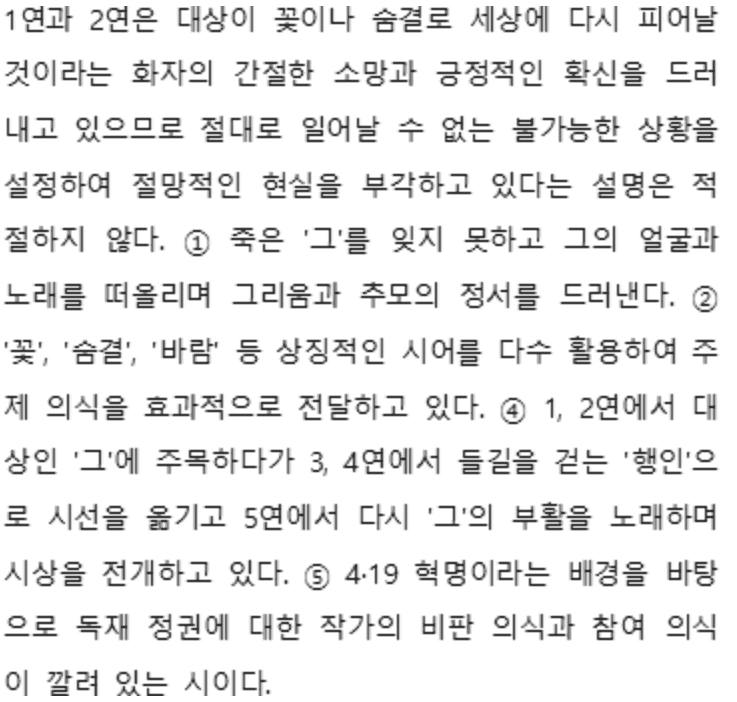 1연과 2연은 대상이 꽃이나 숨결로 세상에 다시 피어날
것이라는 화자의 간절한 소망과 긍정적인 확신을 드러
내고 있으므로 절대로 일어날 수 없는 불가능한 상황을
설정하여 절망적인 현실을 부각하고 있다는 설명은 적
절하지 않다. ① 죽은 '그'를 잊지 못하고 그의 얼굴과
노래를 떠올리며 그리움과 추모의 정서를 드러낸다. ②
'꽃', '숨결', '바람' 등 상징적인 시어를 다수 활용하여 주
제 의식을 효과적으로 전달하고 있다. ④ 1, 2연에서 대
상인 '그'에 주목하다가 3, 4연에서 들길을 걷는 '행인'으
로 시선을 옮기고 5연에서 다시 '그'의 부활을 노래하며
시상을 전개하고 있다. ⑤ 4·19 혁명이라는 배경을 바탕
으로 독재 정권에 대한 작가의 비판 의식과 참여 의식
이 깔려 있는 시이다.